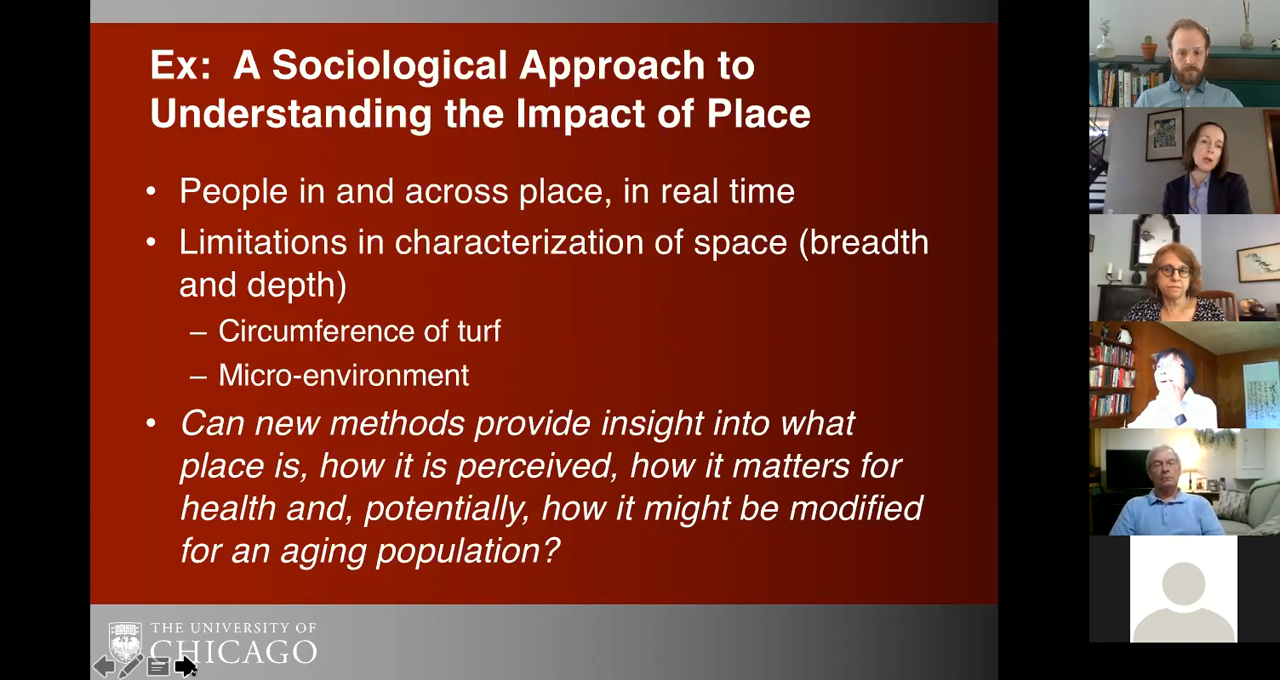 Ex:  A Sociological Approach to
Understanding the Impact of Place
• People in and across place, in real time
• Limitations in characterization of space (breadth
and depth)
– Circumference of turf
– Micro-environment
• Can new methods provide insight into what
place is, how it is perceived, how it matters for
health and, potentially, how it might be modified
for an aging population?
THE UNIVERSITY OF
CHICAGO